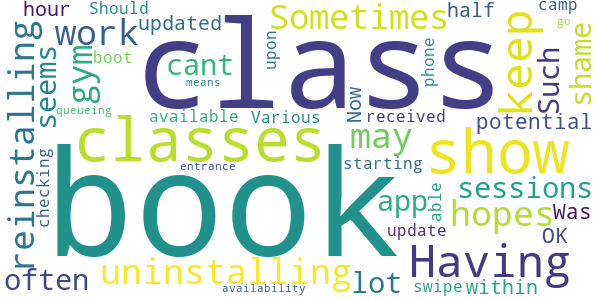 hour
Should
updated
class
Sometimes
half
camp
go
work
boot
cant
means
upon
phone
keep
Such
shame
reinstalling
seems
gym
available
Various
Now
received
potential
classes
may
show
checking
queueing
book
entrance
starting
able
sessions
app
hopes
Was
update
OK
often
uninstalling
availability
lot
Having
swipe
within